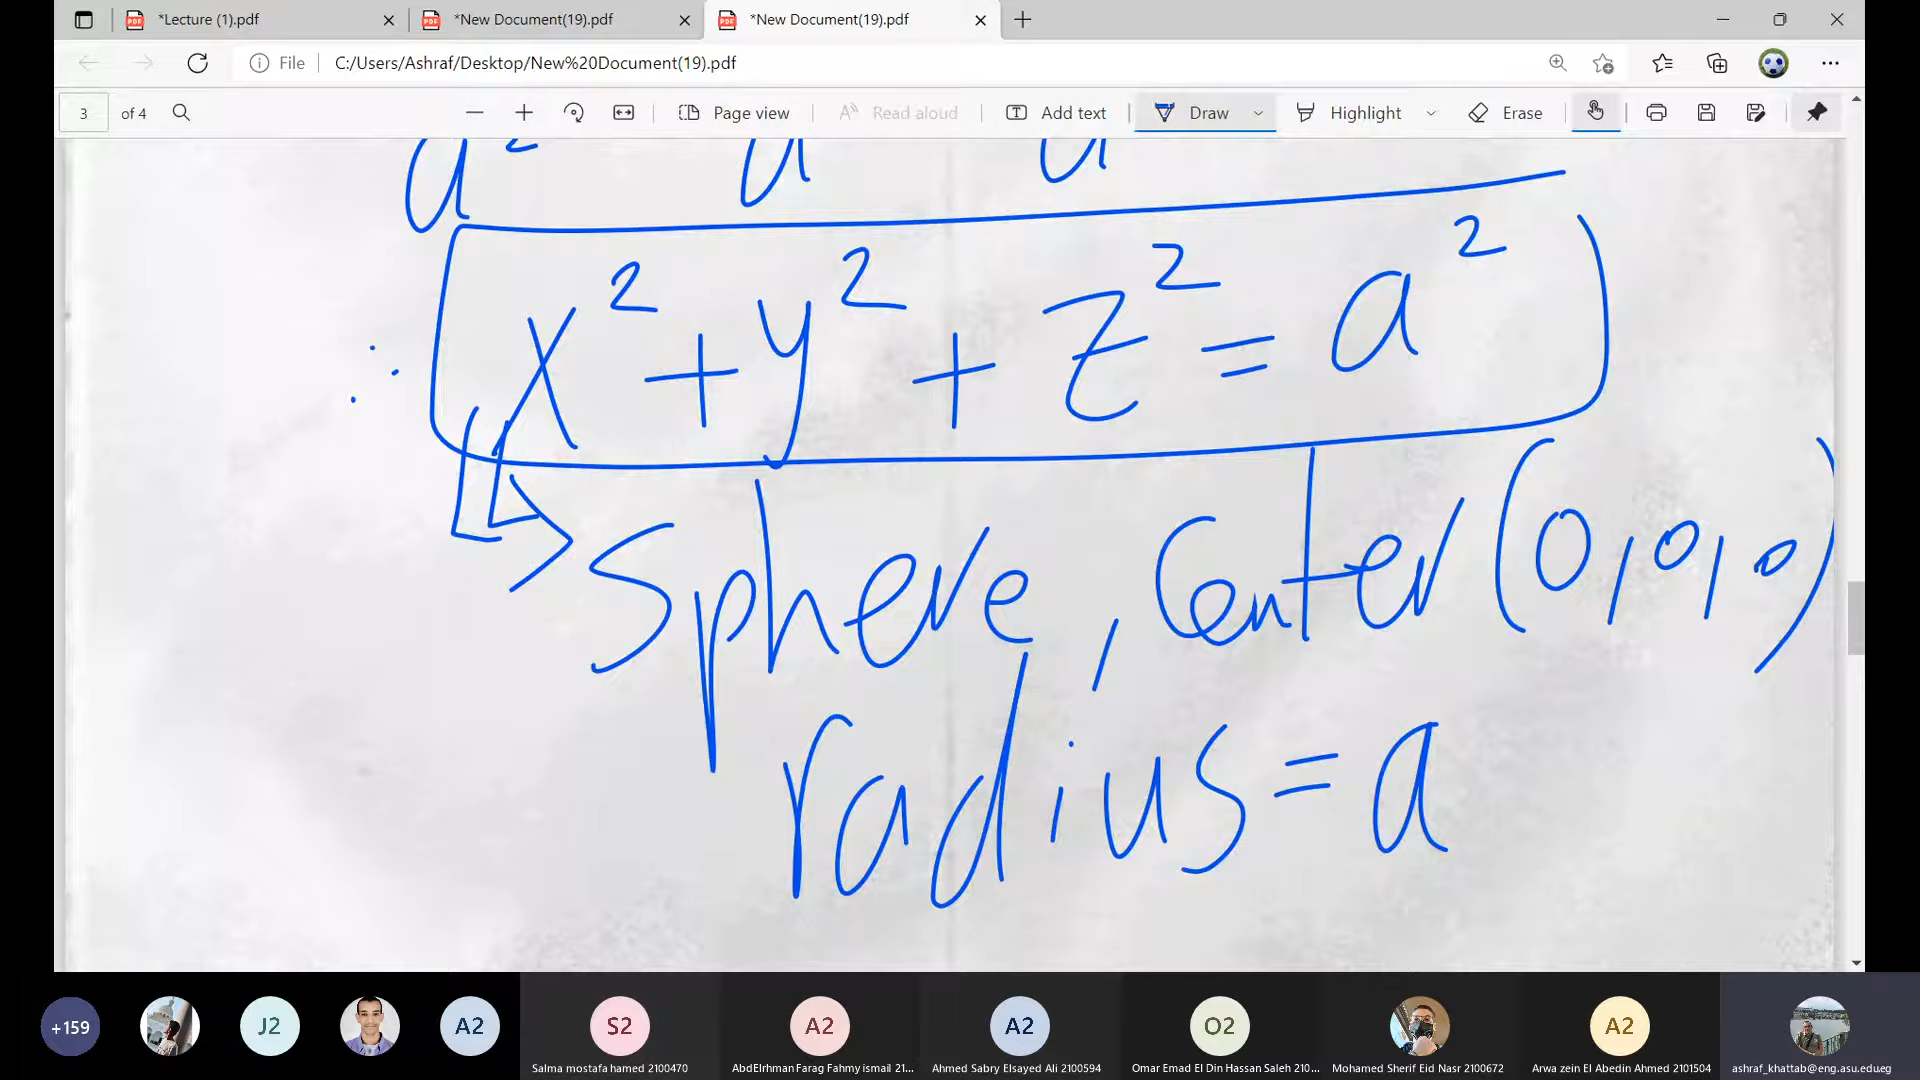 *Lecture (1).pdf
*New Document(19).pdf
*New Document(19).pdf
File
C:/Users/Ashraf/Desktop/New%20Document(19).pdf
3 of 4
Page view
Read aloud
Add text
Draw
Highlight
Erase
a² a a
∴ x² + y² + z² = a²
Sphere, Center (0,0,0)
radius = a
+159
J2
A2
S2
A2
A2
O2
A2
Salma mostafa hamed 2100470
AbdElrhman Farag Fahmy ismail 21...
Ahmed Sabry Elsayed Ali 2100594
Omar Emad El Din Hassan Saleh 210...
Mohamed Sherif Eid Nasr 2100672
Arwa zein El Abedin Ahmed 2101504
ashraf_khattab@eng.asu.edu.eg